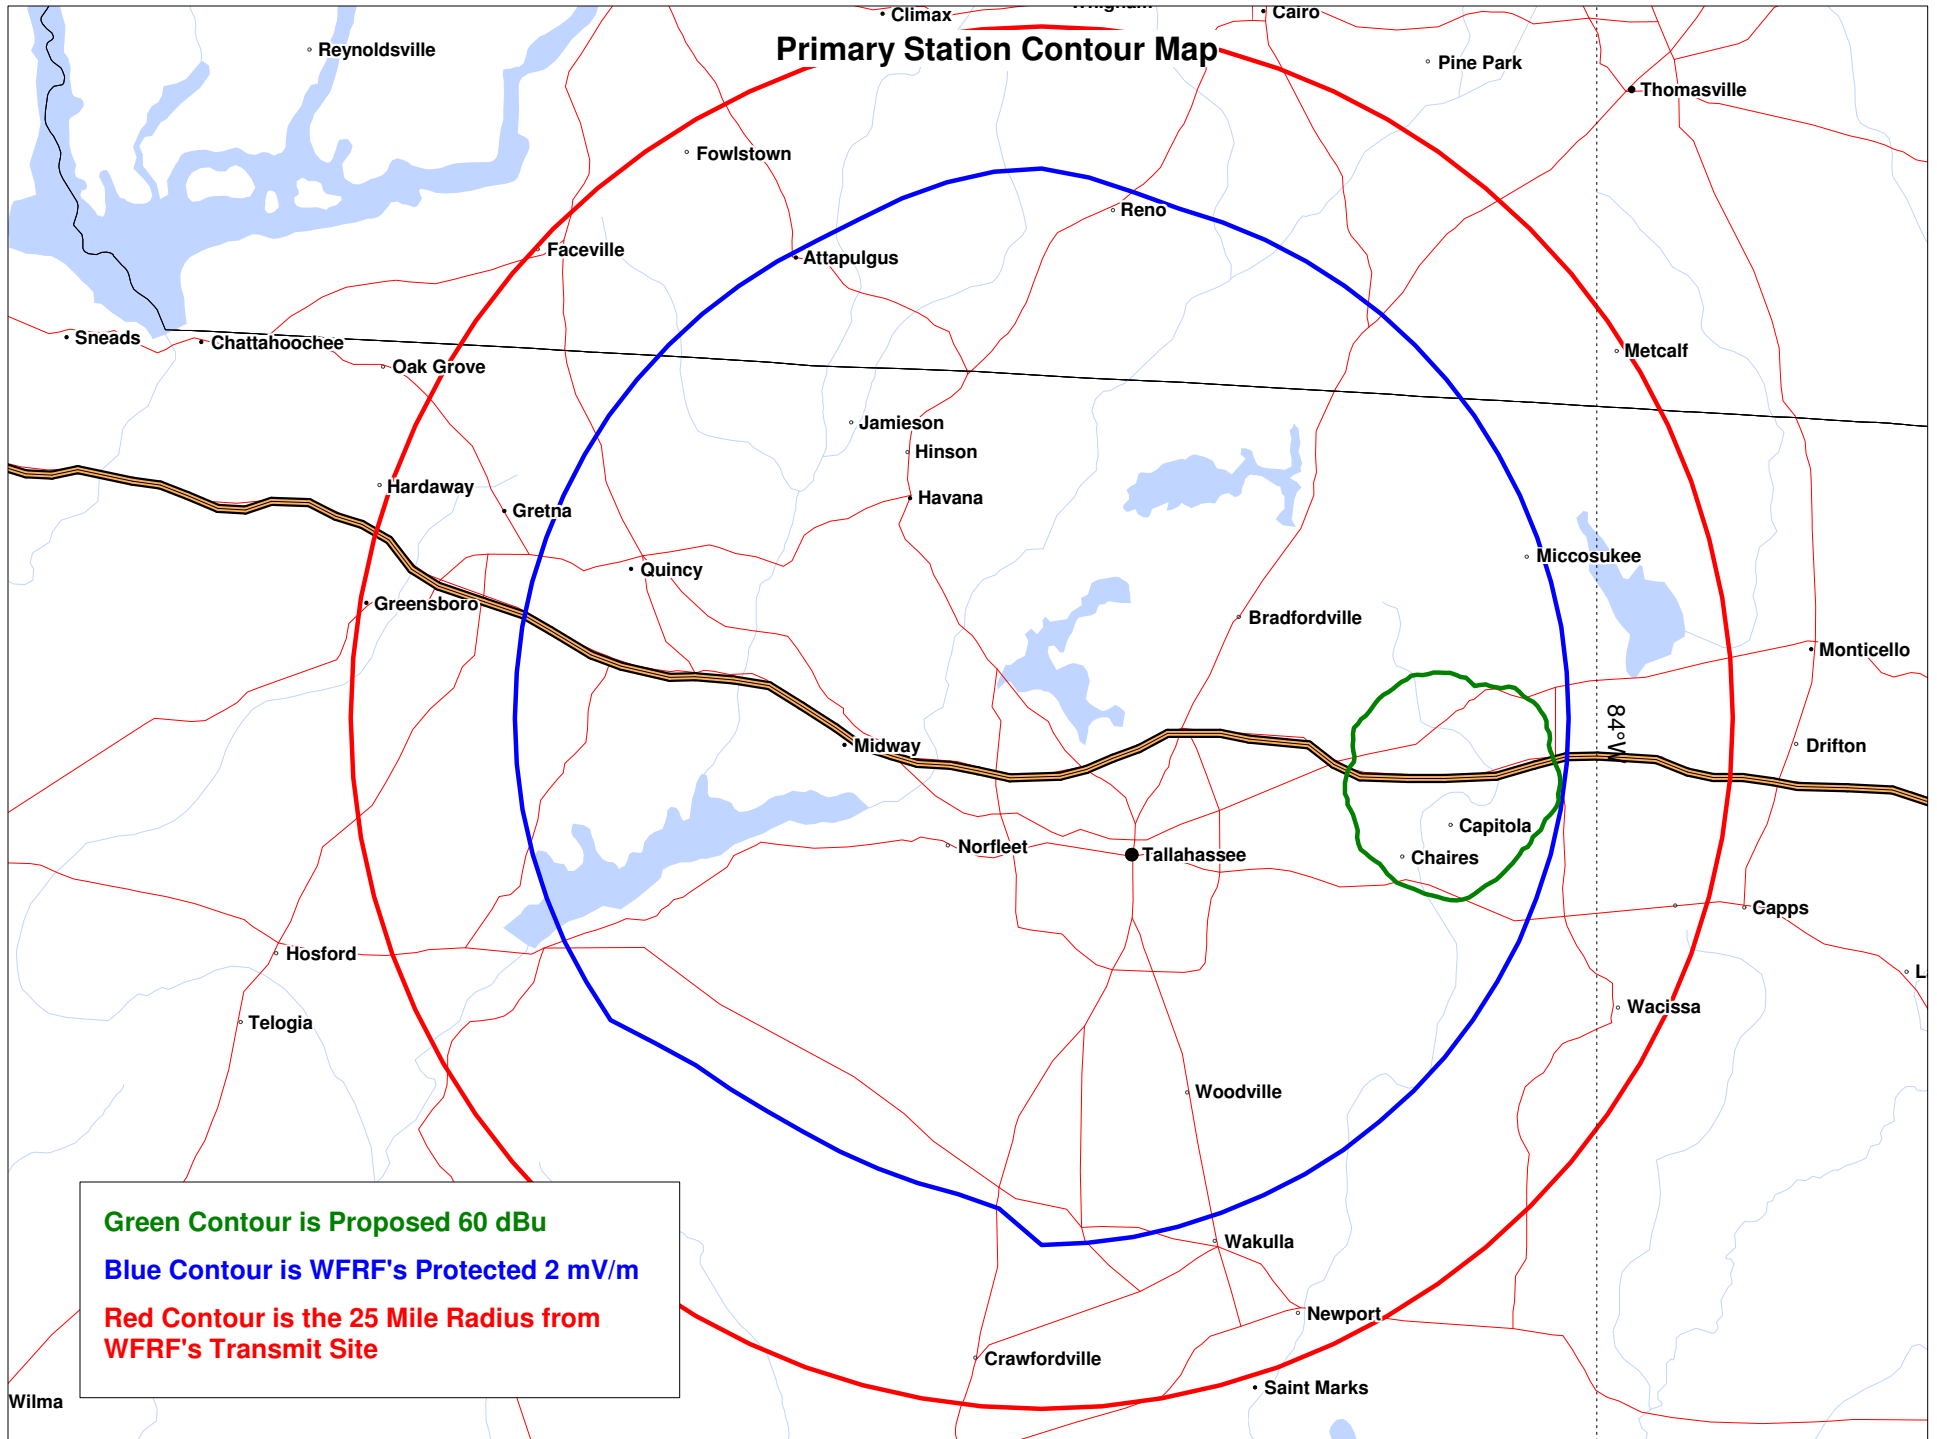 Climax
Cairo
Reynoldsville
Primary Station Contour Map
Pine Park
Thomasville
Fowlstown
Reno
Faceville
Attapulgus
Sneads
Chattahoochee
Metcalf
Oak Grove
Jamieson
Hinson
Hardaway
Havana
Gretna
Miccosukee
Quincy
Greensboro
Bradfordville
Monticello
84°W
Midway
Drifton
Capitola
Norfleet
Tallahassee
Chaires
Capps
Hosford
L
Wacissa
Telogia
Woodville
Green Contour is Proposed 60 dBu
Wakulla
Blue Contour is WFRF's Protected 2 mV/m
Newport
Red Contour is the 25 Mile Radius from
WFRF's Transmit Site
Crawfordville
Saint Marks
Wilma